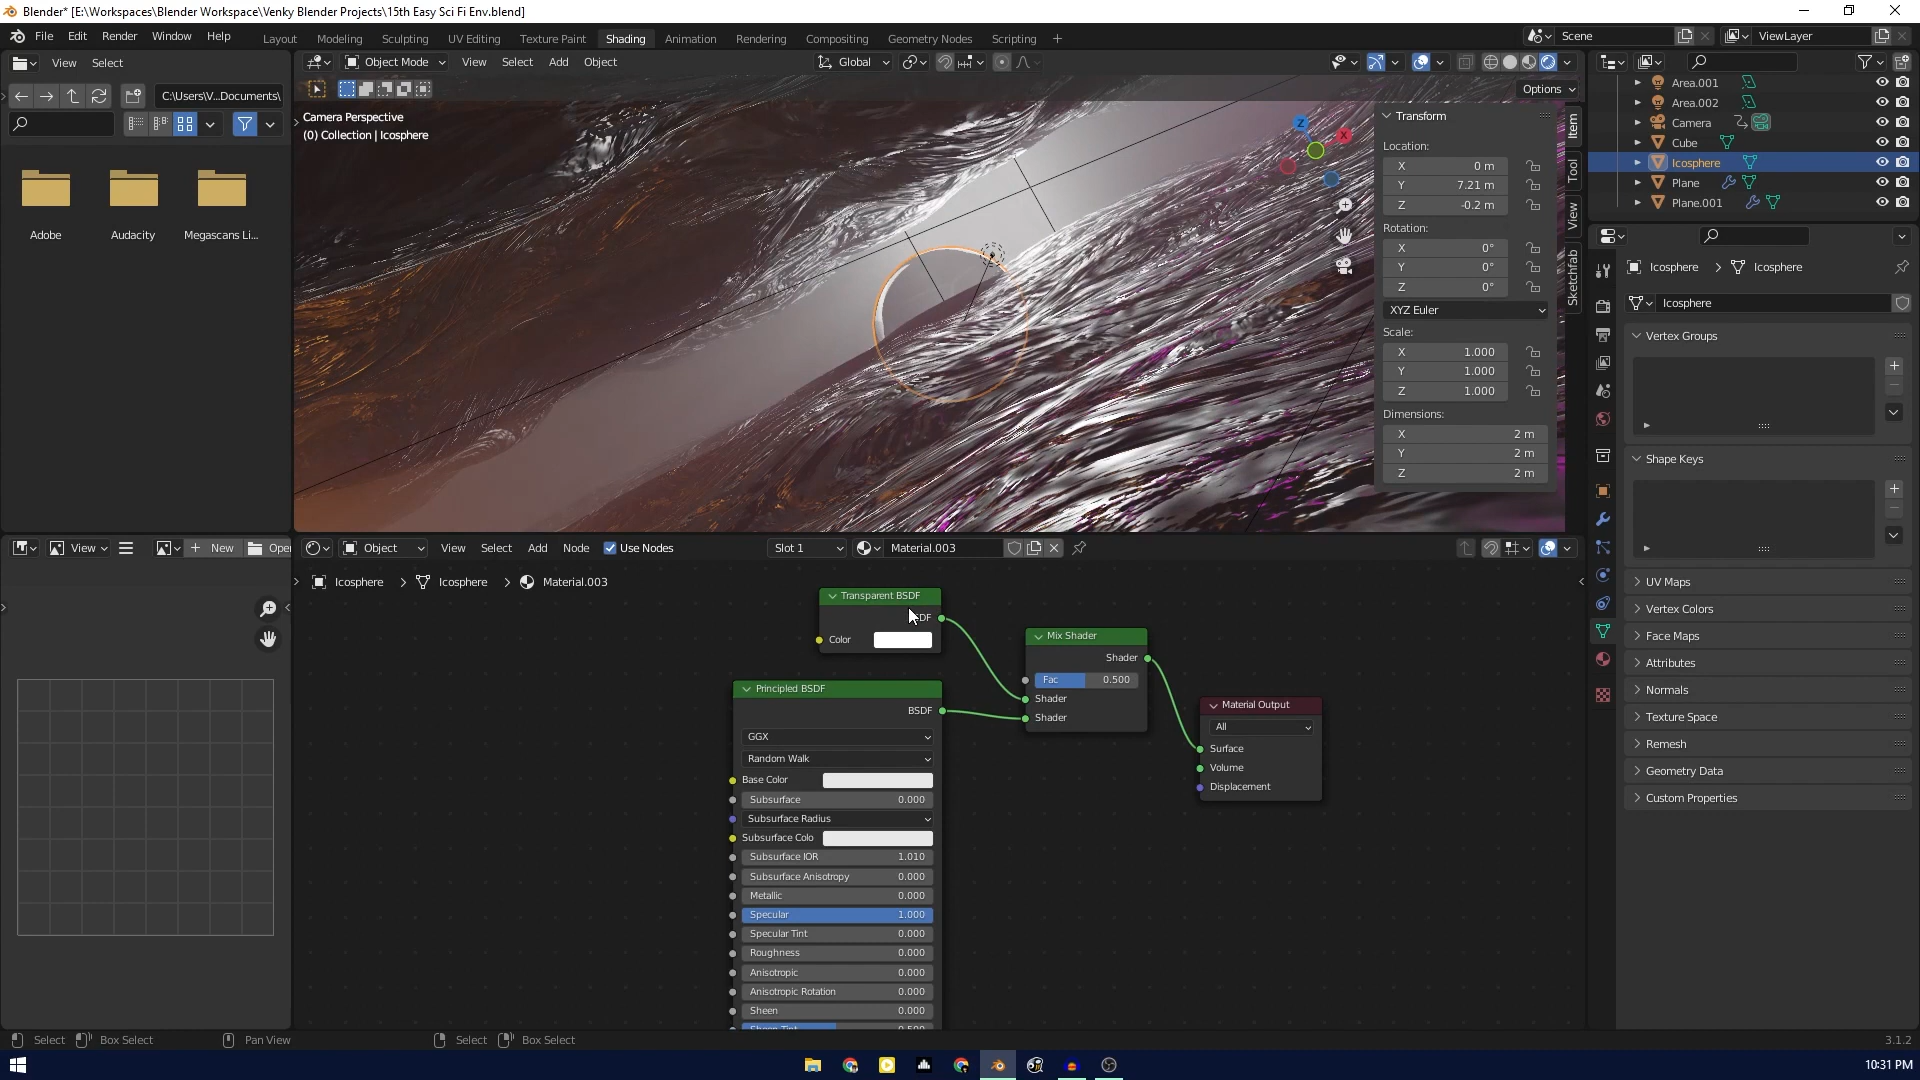 Blender* [E:\Workspaces\Blender Workspace\Venky Blender Projects\15th Easy Sci Fi Env.blend]
File Edit Render Window Help Layout Modeling Sculpting UV Editing Texture Paint Shading Animation Rendering Compositing Geometry Nodes Scripting + Scene ViewLayer
View Select Object Mode View Select Add Object Global
C:\Users\V...Documents\ Options
Camera Perspective
(0) Collection | Icosphere
Adobe Audacity Megascans Li...
X
Z
Transform
Location:
X 0 m
Y 7.21 m
Z -0.2 m
Rotation:
X 0°
Y 0°
Z 0°
XYZ Euler
Scale:
X 1.000
Y 1.000
Z 1.000
Dimensions:
X 2 m
Y 2 m
Z 2 m
Item
Tool
View
Sketchfab
Area.001
Area.002
Camera
Cube
Icosphere
Plane
Plane.001
Icosphere > Icosphere
Icosphere
Vertex Groups
Shape Keys
UV Maps
Vertex Colors
Face Maps
Attributes
Normals
Texture Space
Remesh
Geometry Data
Custom Properties
View New Open Object View Select Add Node Use Nodes Slot 1 Material.003
Icosphere > Icosphere > Material.003
Transparent BSDF
Color
Mix Shader
Shader
Fac 0.500
Shader
Shader
Material Output
All
Surface
Volume
Displacement
Principled BSDF
BSDF
GGX
Random Walk
Base Color
Subsurface 0.000
Subsurface Radius
Subsurface Colo
Subsurface IOR 1.010
Subsurface Anisotropy 0.000
Metallic 0.000
Specular 1.000
Specular Tint 0.000
Roughness 0.000
Anisotropic 0.000
Anisotropic Rotation 0.000
Sheen 0.000
Sheen Tint 0.500
Select Box Select Pan View Select Box Select 3.1.2
10:31 PM